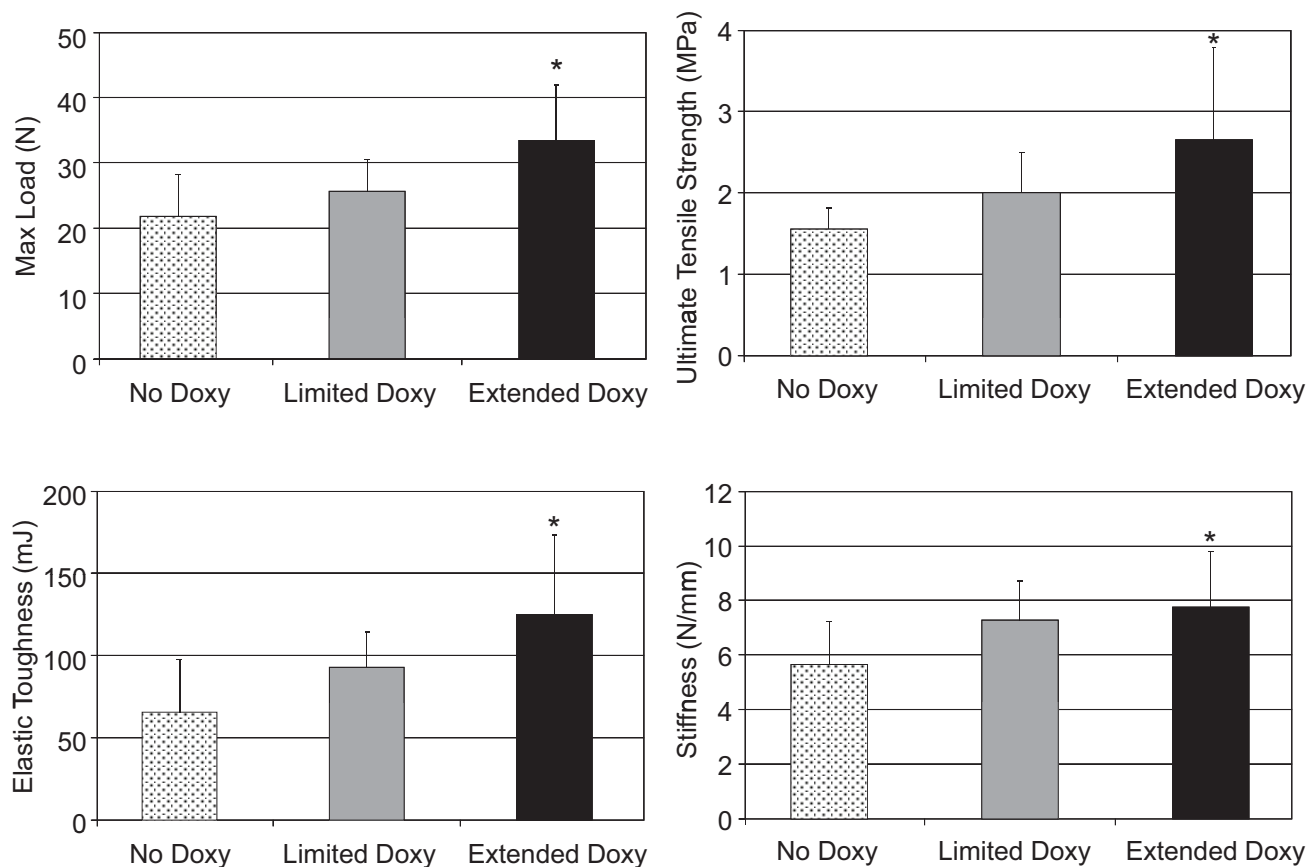 Max Load (N)
50
40
30
20
10
0
*
No Doxy
Limited Doxy
Extended Doxy
Ultimate Tensile Strength (MPa)
4
3
2
1
0
*
No Doxy
Limited Doxy
Extended Doxy
Elastic Toughness (mJ)
200
150
100
50
0
*
No Doxy
Limited Doxy
Extended Doxy
Stiffness (N/mm)
12
10
8
6
4
2
0
*
No Doxy
Limited Doxy
Extended Doxy